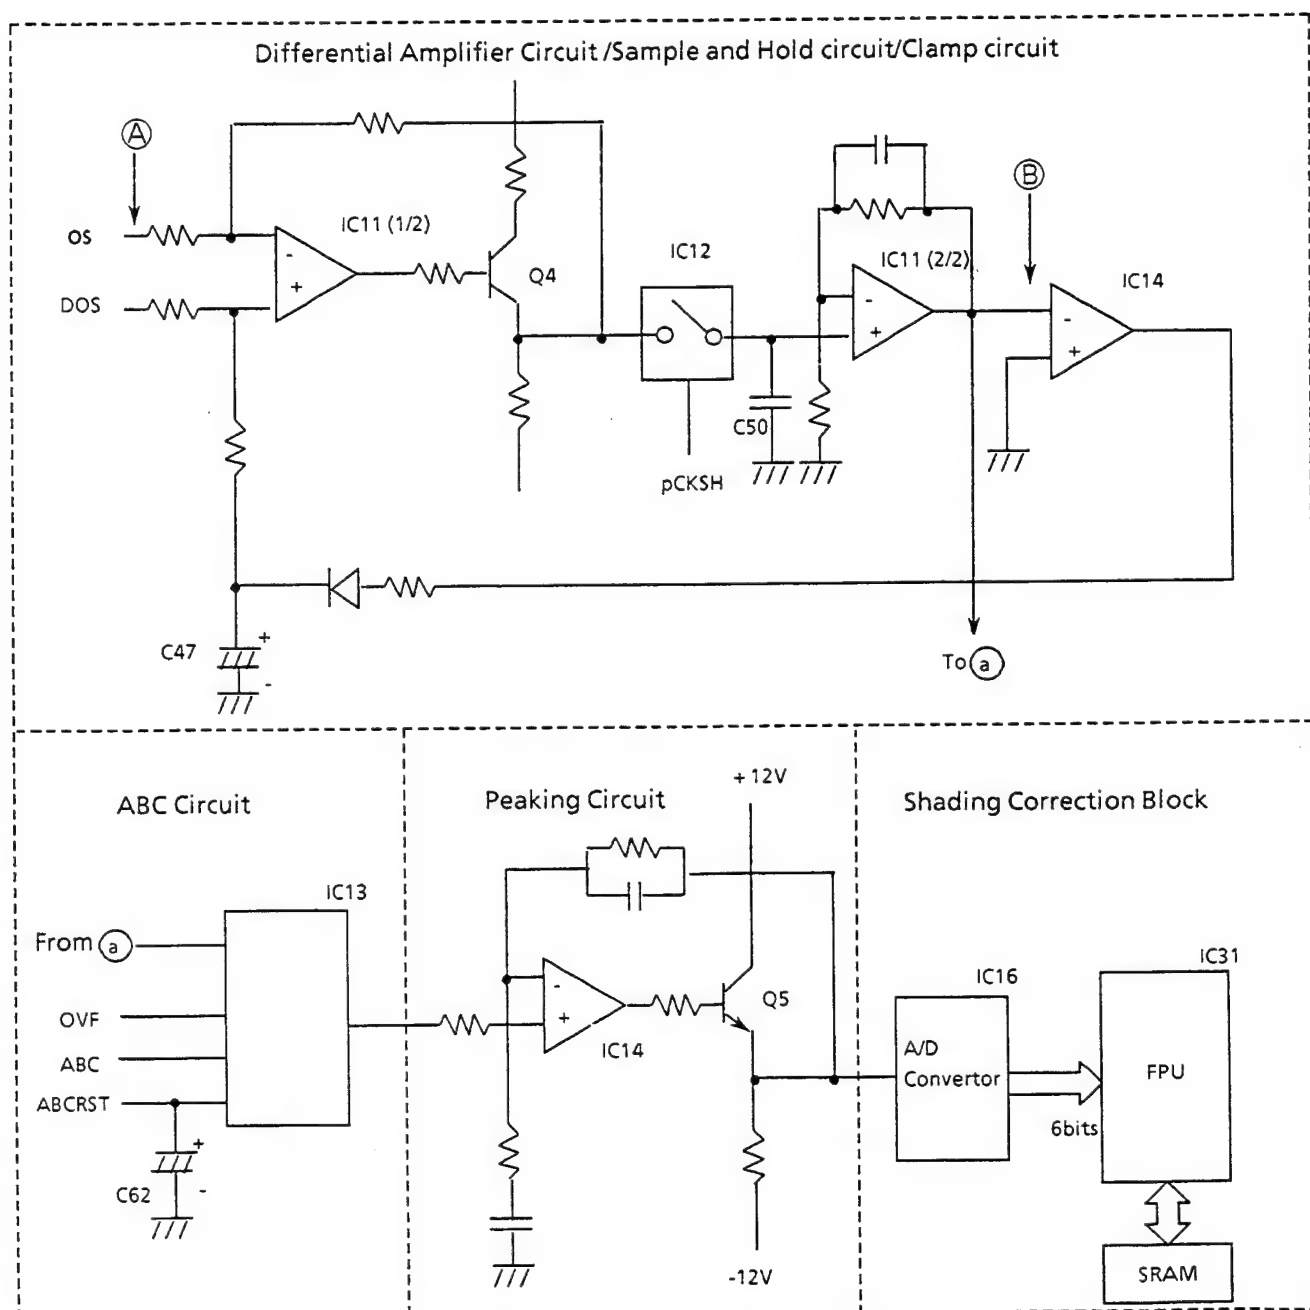 Differential Amplifier Circuit /Sample and Hold circuit/Clamp circuit
A
OS
DOS
-
+
IC11 (1/2)
Q4
IC12
pCKSH
C50
-
+
IC11 (2/2)
B
-
+
IC14
C47
+
-
To a
ABC Circuit
IC13
From a
OVF
ABC
ABCRST
C62
+
-
Peaking Circuit
+ 12V
-
+
IC14
Q5
-12V
Shading Correction Block
IC16
A/D
Convertor
6bits
IC31
FPU
SRAM